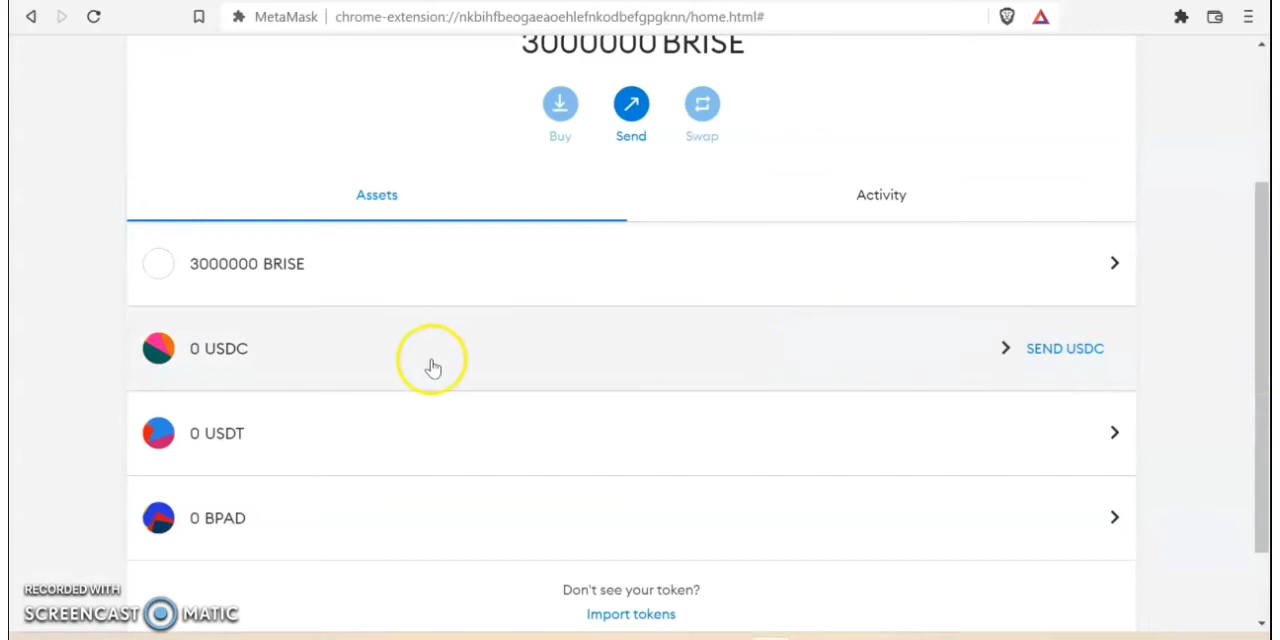 MetaMask chrome-extension://nkbihfbeogaeaoehlefnkodbefgpgknn/home.html#
3000000 BRISE
Buy Send Swap
Assets Activity
3000000 BRISE
0 USDC SEND USDC
0 USDT
0 BPAD
Don't see your token?
Import tokens
RECORDED WITH
SCREENCAST MATIC